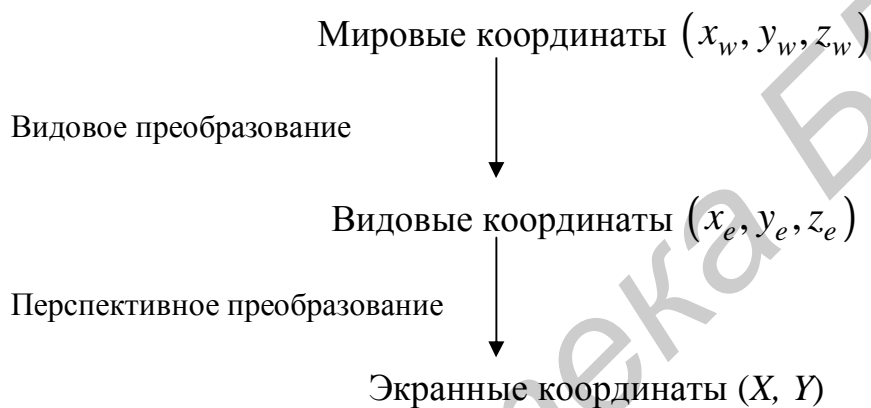 Мировые координаты (x_w, y_w, z_w)
Видовое преобразование
Видовые координаты (x_e, y_e, z_e)
Перспективное преобразование
Экранные координаты (X, Y)